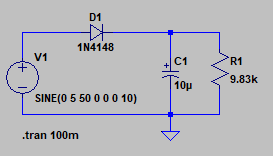 D1
1N4148
V1
C1
10µ
R1
9.83k
SINE(0 5 50 0 0 0 10)
.tran 100m